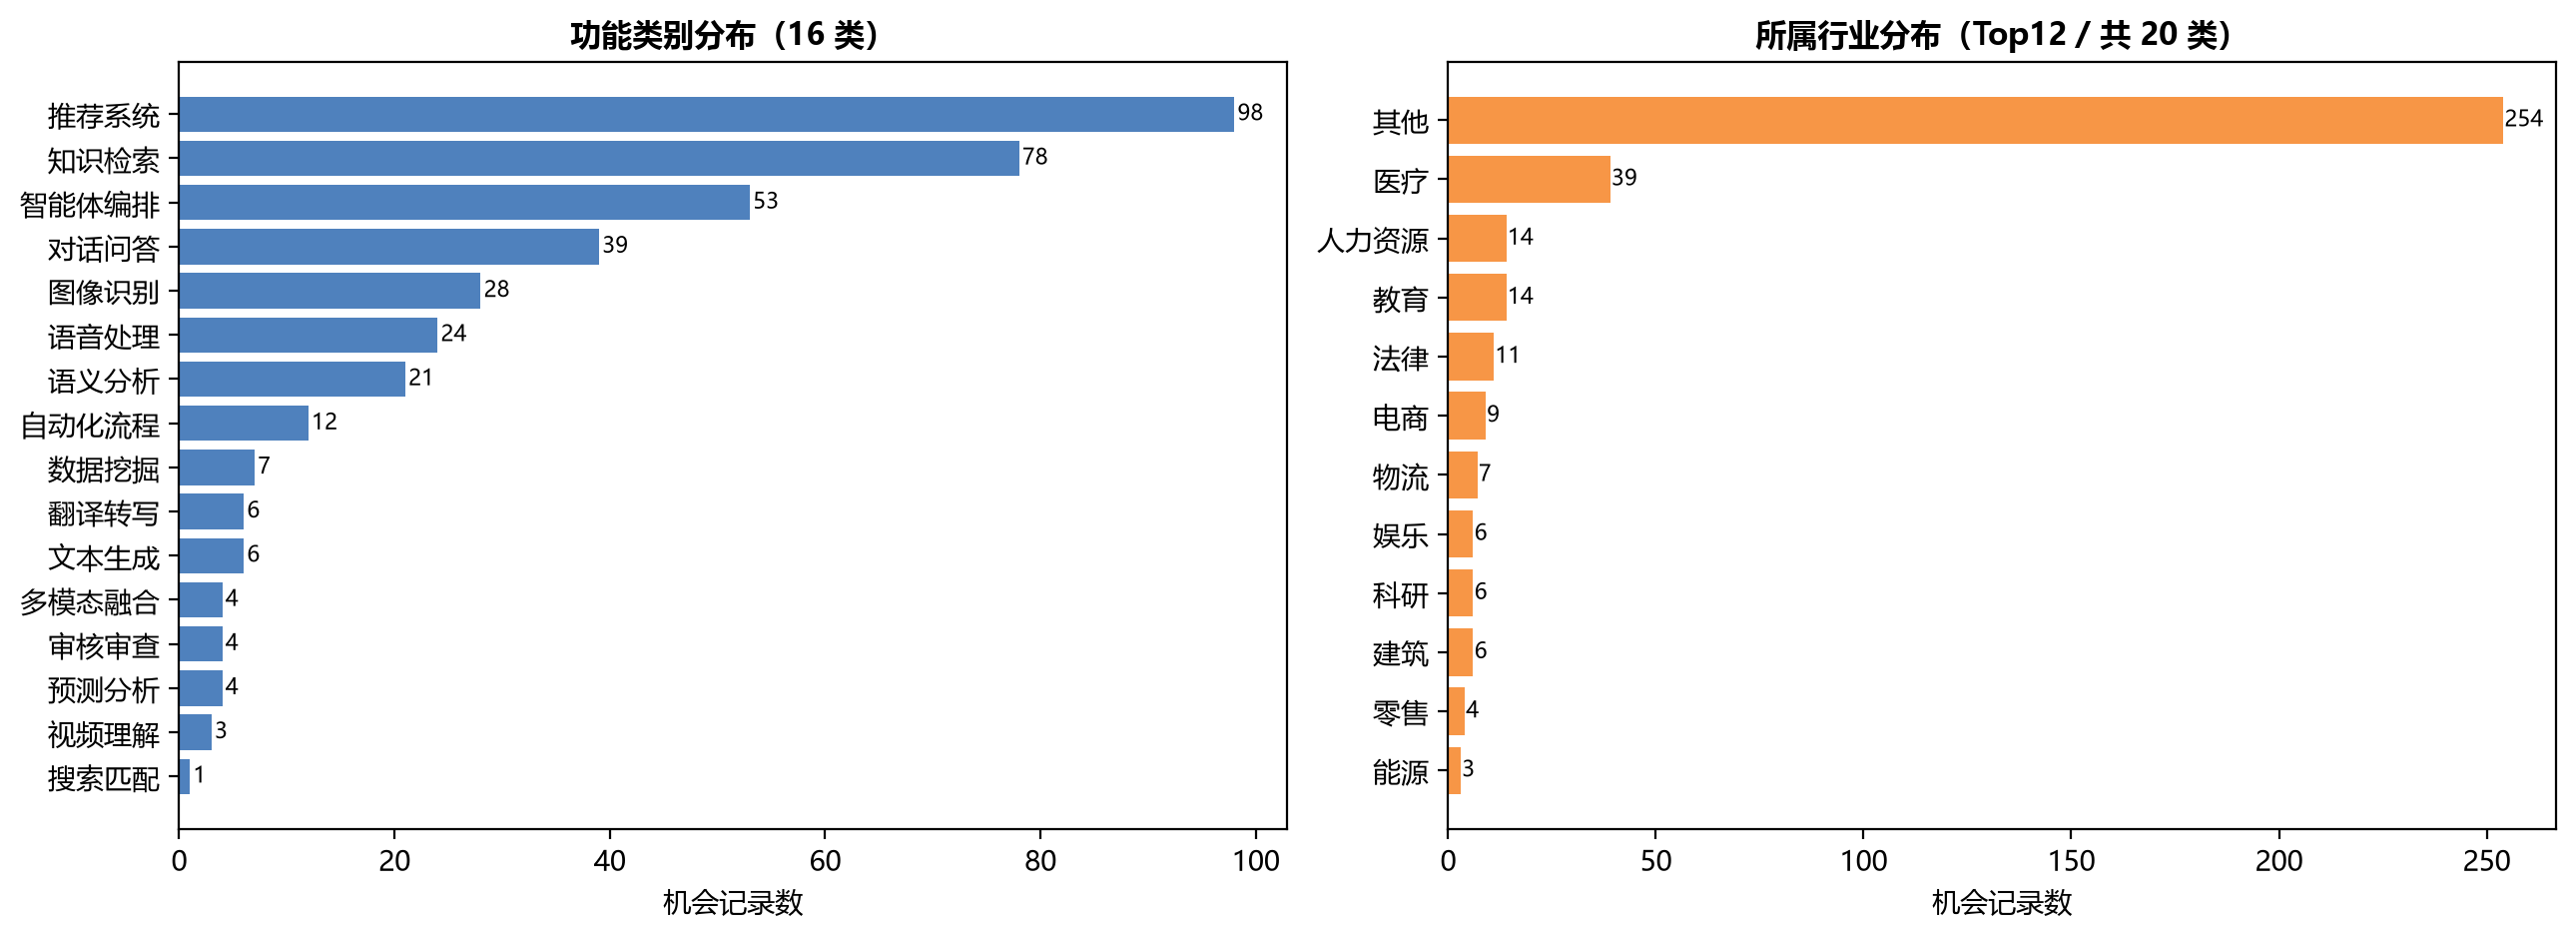 功能类别分布（16 类）
推荐系统 98
知识检索 78
智能体编排 53
对话问答 39
图像识别 28
语音处理 24
语义分析 21
自动化流程 12
数据挖掘 7
翻译转写 6
文本生成 6
多模态融合 4
审核审查 4
预测分析 4
视频理解 3
搜索匹配 1
0 20 40 60 80 100
机会记录数
所属行业分布（Top12 / 共 20 类）
其他 254
医疗 39
人力资源 14
教育 14
法律 11
电商 9
物流 7
娱乐 6
科研 6
建筑 6
零售 4
能源 3
0 50 100 150 200 250
机会记录数